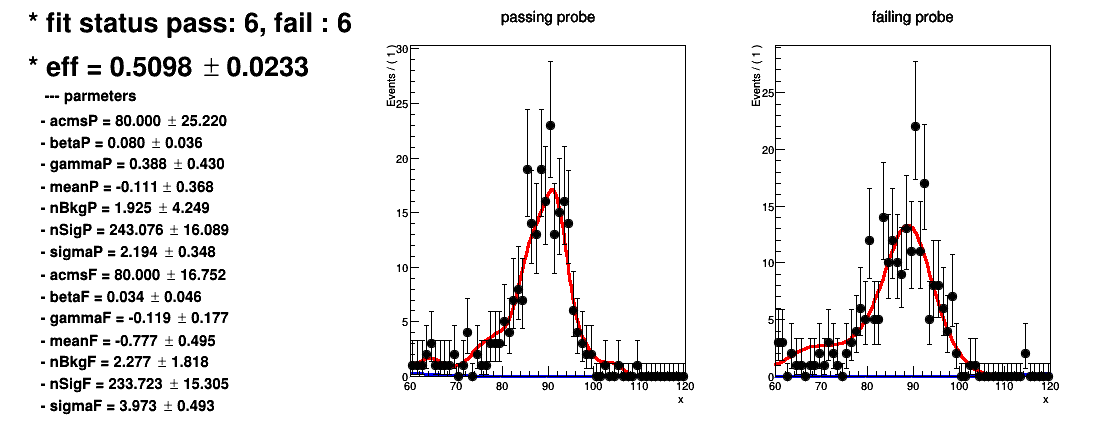 * fit status pass: 6, fail : 6
* eff = 0.5098 ± 0.0233
--- parmeters
- acmsP = 80.000 ± 25.220
- betaP = 0.080 ± 0.036
- gammaP = 0.388 ± 0.430
- meanP = -0.111 ± 0.368
- nBkgP = 1.925 ± 4.249
- nSigP = 243.076 ± 16.089
- sigmaP = 2.194 ± 0.348
- acmsF = 80.000 ± 16.752
- betaF = 0.034 ± 0.046
- gammaF = -0.119 ± 0.177
- meanF = -0.777 ± 0.495
- nBkgF = 2.277 ± 1.818
- nSigF = 233.723 ± 15.305
- sigmaF = 3.973 ± 0.493
passing probe
Events / ( 1 )
30
25
20
15
10
5
0
60 70 80 90 100 110 120
x
failing probe
Events / ( 1 )
25
20
15
10
5
0
60 70 80 90 100 110 120
x